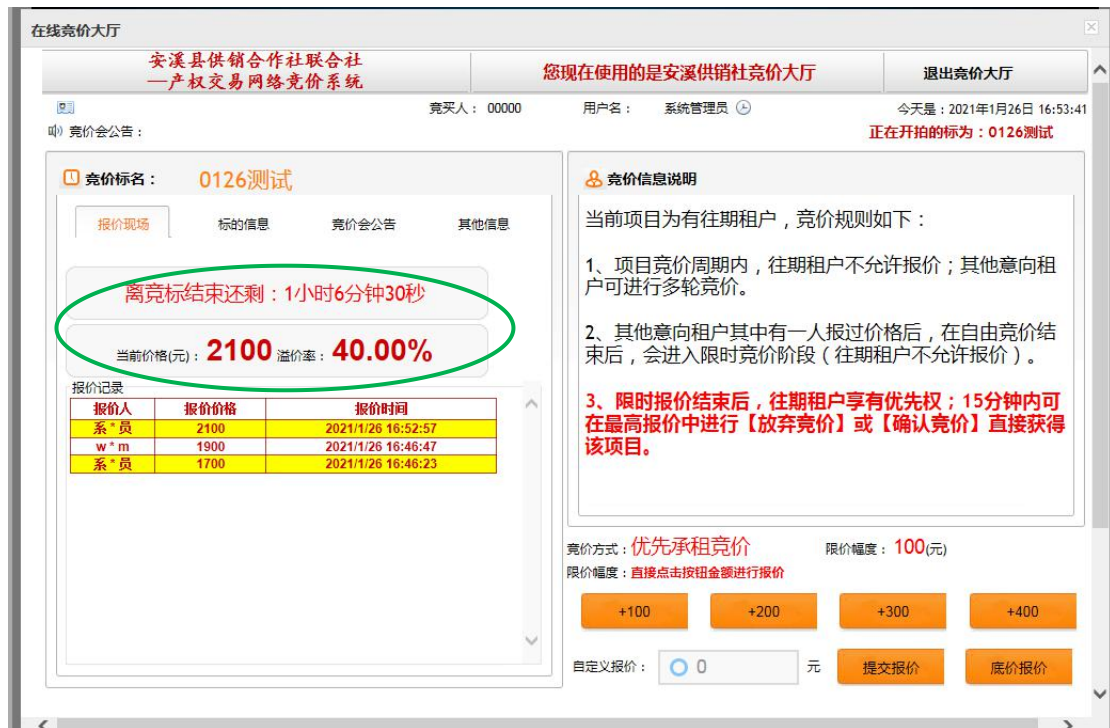 在线竞价大厅
安溪县供销合作社联合社
—产权交易网络竞价系统
您现在使用的是安溪供销社竞价大厅
退出竞价大厅
竞买人： 00000
用户名： 系统管理员
今天是：2021年1月26日 16:53:41
竞价会公告：
正在开拍的标为：0126测试
竞价标名： 0126测试
报价现场 标的信息 竞价会公告 其他信息
离竞标结束还剩：1小时6分钟30秒
当前价格(元)：2100 溢价率：40.00%
报价记录
报价人 报价价格 报价时间
系*员 2100 2021/1/26 16:52:57
w*m 1900 2021/1/26 16:46:47
系*员 1700 2021/1/26 16:46:23
竞价信息说明
当前项目为有往期租户，竞价规则如下：
1、项目竞价周期内，往期租户不允许报价；其他意向租
户可进行多轮竞价。
2、其他意向租户其中有一人报过价格后，在自由竞价结
束后，会进入限时竞价阶段（往期租户不允许报价）。
3、限时报价结束后，往期租户享有优先权；15分钟内可
在最高报价中进行【放弃竞价】或【确认竞价】直接获得
该项目。
竞价方式：优先承租竞价 限价幅度：100(元)
限价幅度：直接点击按钮金额进行报价
+100 +200 +300 +400
自定义报价： 0 元 提交报价 底价报价